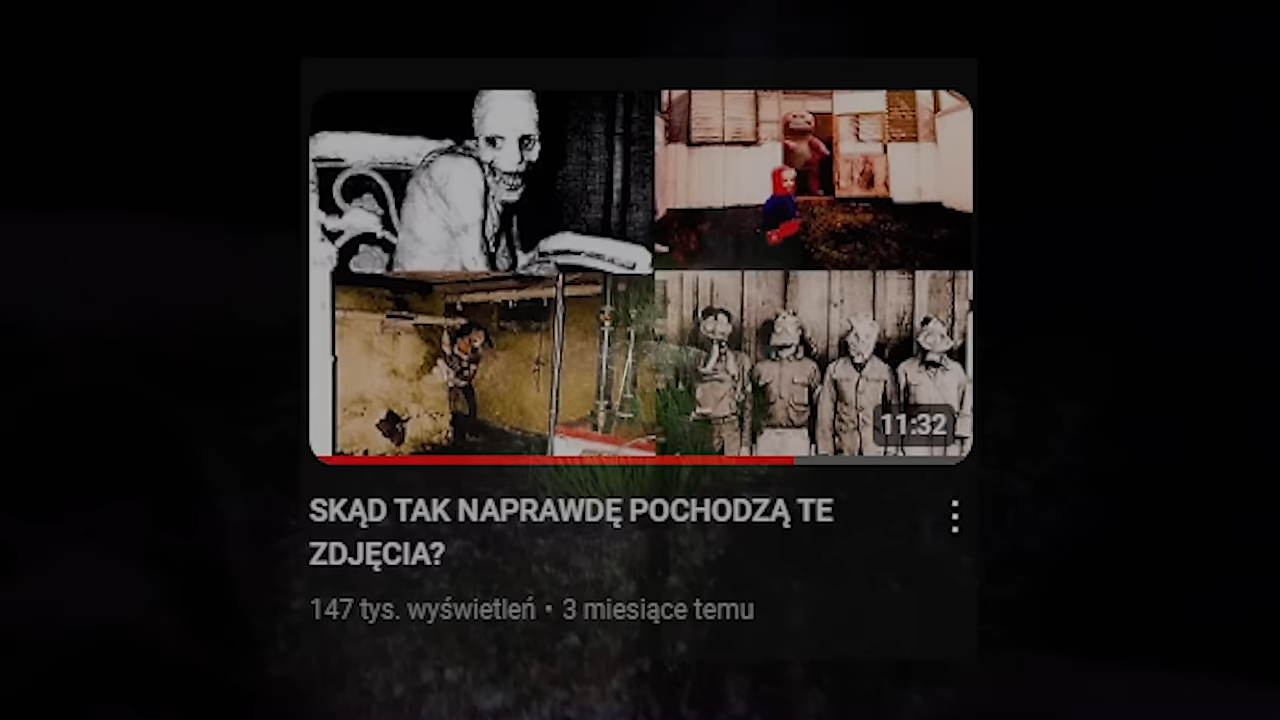 11:32
SKĄD TAK NAPRAWDĘ POCHODZĄ TE
ZDJĘCIA?
147 tys. wyświetleń • 3 miesiące temu